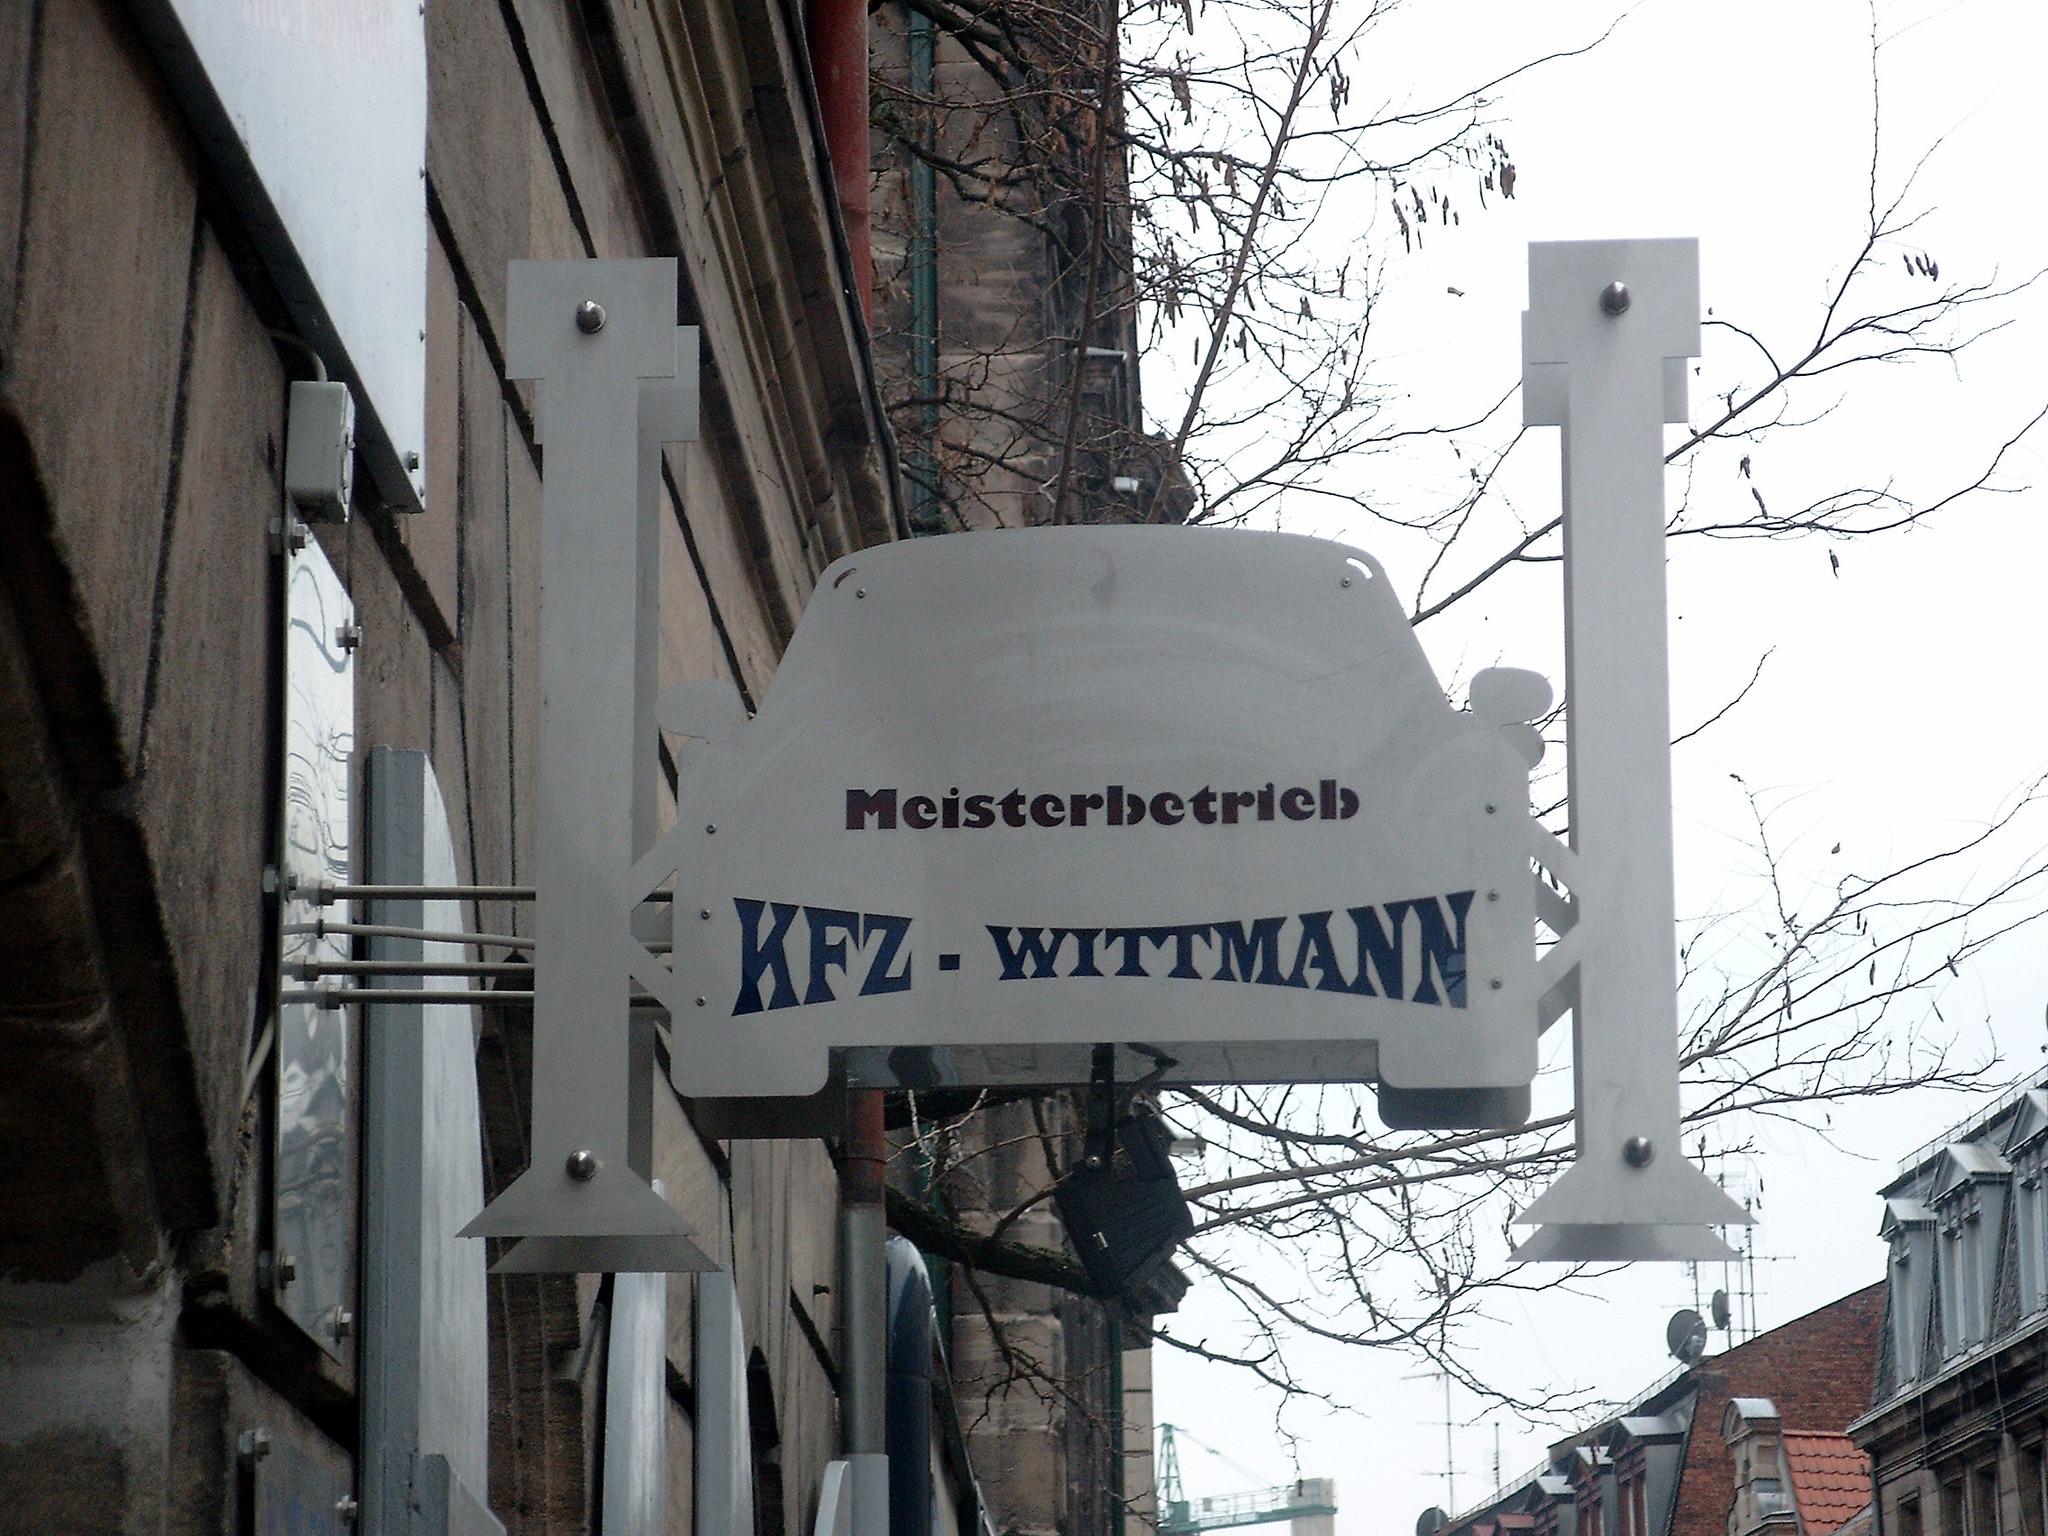 Meisterbetrieb
KFZ - WITTMANN